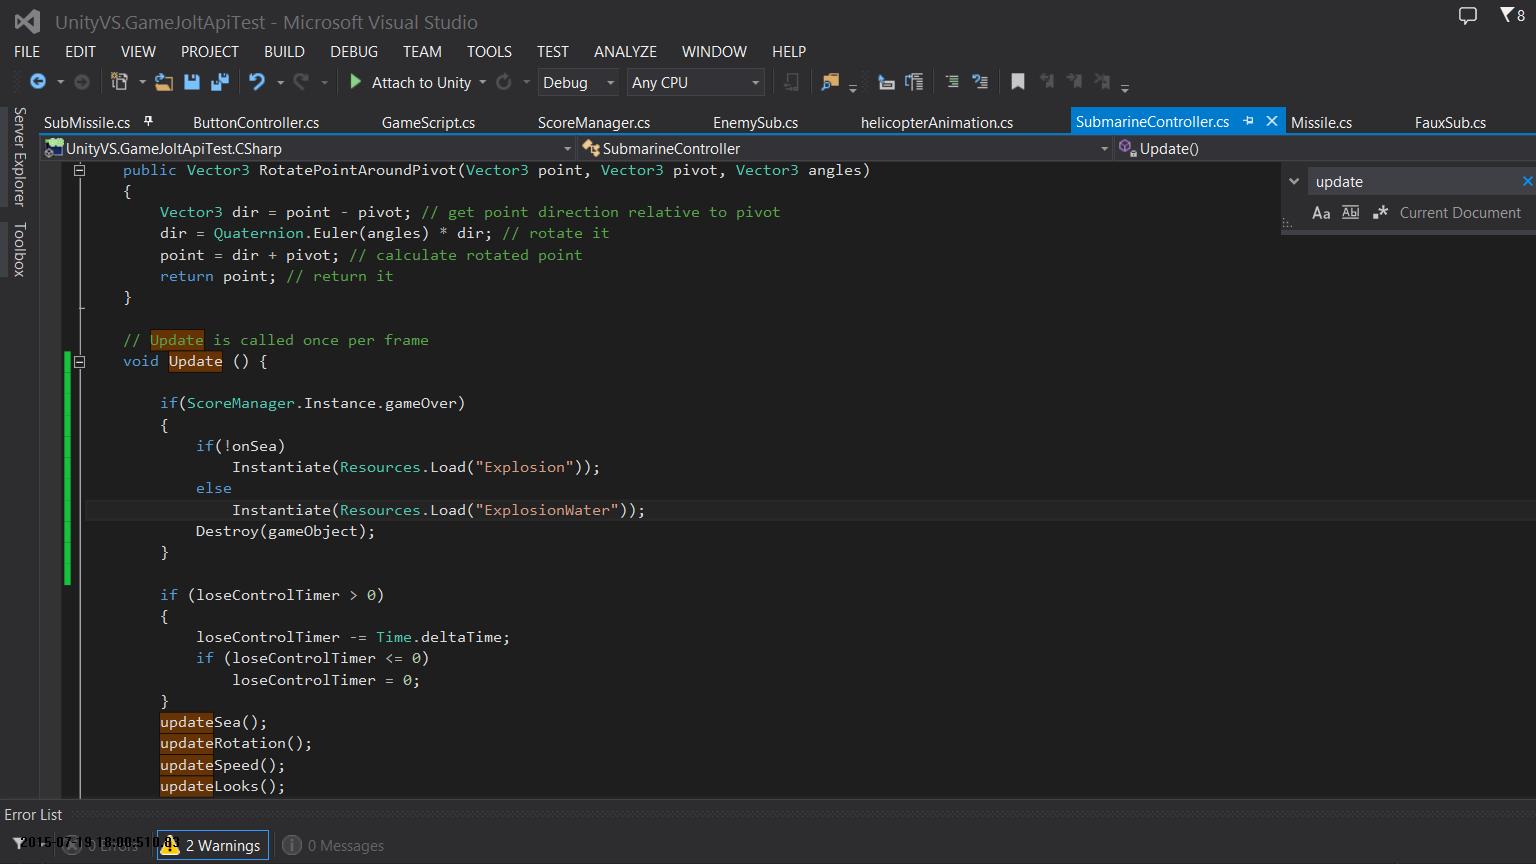 UnityVS.GameJoltApiTest - Microsoft Visual Studio
8
FILE EDIT VIEW PROJECT BUILD DEBUG TEAM TOOLS TEST ANALYZE WINDOW HELP
Attach to Unity Debug Any CPU
Server Explorer
Toolbox
SubMissile.cs ButtonController.cs GameScript.cs ScoreManager.cs EnemySub.cs helicopterAnimation.cs SubmarineController.cs Missile.cs FauxSub.cs
UnityVS.GameJoltApiTest.CSharp SubmarineController Update()
update
Aa Abl .* Current Document
public Vector3 RotatePointAroundPivot(Vector3 point, Vector3 pivot, Vector3 angles)
{
Vector3 dir = point - pivot; // get point direction relative to pivot
dir = Quaternion.Euler(angles) * dir; // rotate it
point = dir + pivot; // calculate rotated point
return point; // return it
}
// Update is called once per frame
void Update () {
if(ScoreManager.Instance.gameOver)
{
if(!onSea)
Instantiate(Resources.Load("Explosion"));
else
Instantiate(Resources.Load("ExplosionWater"));
Destroy(gameObject);
}
if (loseControlTimer > 0)
{
loseControlTimer -= Time.deltaTime;
if (loseControlTimer <= 0)
loseControlTimer = 0;
}
updateSea();
updateRotation();
updateSpeed();
updateLooks();
Error List
0 Errors 2 Warnings 0 Messages